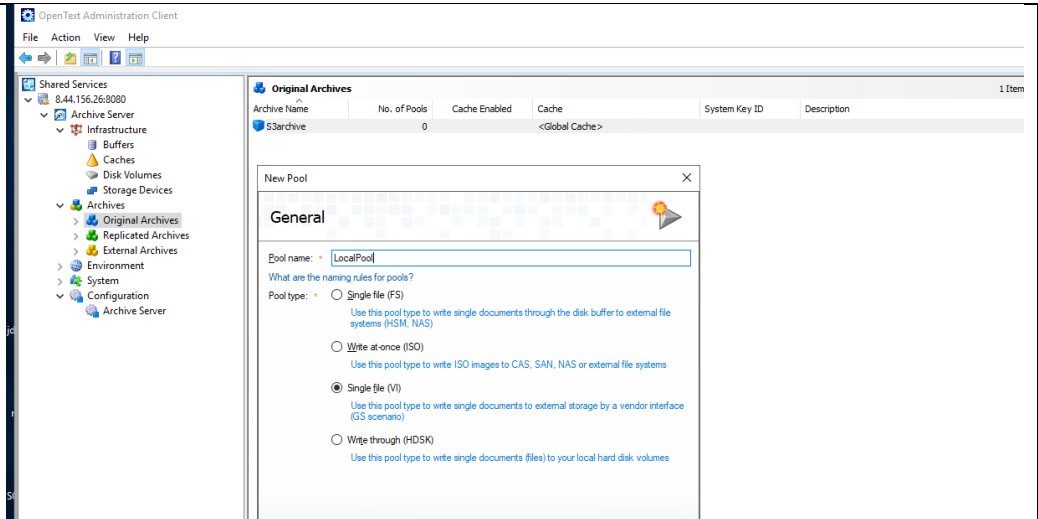 OpenText Administration Client
File Action View Help
Shared Services
8.44.156.26:8080
Archive Server
Infrastructure
Buffers
Caches
Disk Volumes
Storage Devices
Archives
Original Archives
Replicated Archives
External Archives
Environment
System
Configuration
Archive Server
Original Archives 1 Item
Archive Name No. of Pools Cache Enabled Cache System Key ID Description
S3archive 0 <Global Cache>
New Pool
General
Pool name: * LocalPool
What are the naming rules for pools?
Pool type: * Single file (FS)
Use this pool type to write single documents through the disk buffer to external file
systems (HSM, NAS)
Write at-once (ISO)
Use this pool type to write ISO images to CAS, SAN, NAS or external file systems
Single file (VI)
Use this pool type to write single documents to external storage by a vendor interface
(GS scenario)
Write through (HDSK)
Use this pool type to write single documents (files) to your local hard disk volumes